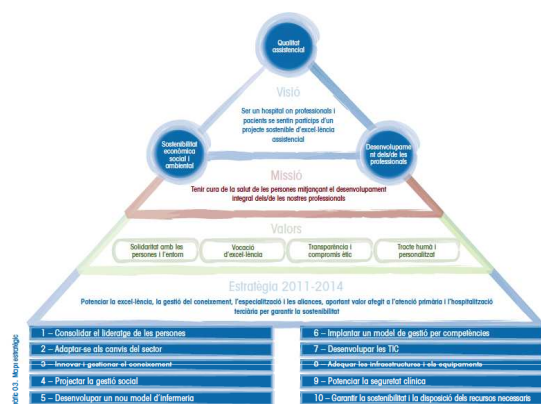 Qualitat
assistencial
Visió
Ser un hospital on professionals i
pacients se sentin partícips d'un
projecte sostenible d'excel·lència
assistencial
Sostenibilitat
econòmica
social i
ambiental
Desenvolupame
nt dels/de les
professionals
Missió
Tenir cura de la salut de les persones mitjançant el desenvolupament
integral dels/de les nostres professionals
Valors
Solidaritat amb les
persones i l'entorn
Vocació
d'excel·lència
Transparència i
compromís ètic
Tracte humà i
personalitzat
Estratègia 2011-2014
Potenciar la excel·lència, la gestió del coneixement, l'especialització i les aliances, aportant valor afegit a l'atenció primària i l'hospitalització
terciària per garantir la sostenibilitat
1 – Consolidar el lideratge de les persones
2 – Adaptar-se als canvis del sector
3 – Innovar i gestionar el coneixement
4 – Projectar la gestió social
5 – Desenvolupar un nou model d'infermeria
6 – Implantar un model de gestió per competències
7 – Desenvolupar les TIC
8 – Adequar les infraestructures i els equipaments
9 – Potenciar la seguretat clínica
10 – Garantir la sostenibilitat i la disposició dels recursos necessaris
03. Mapa estratègic